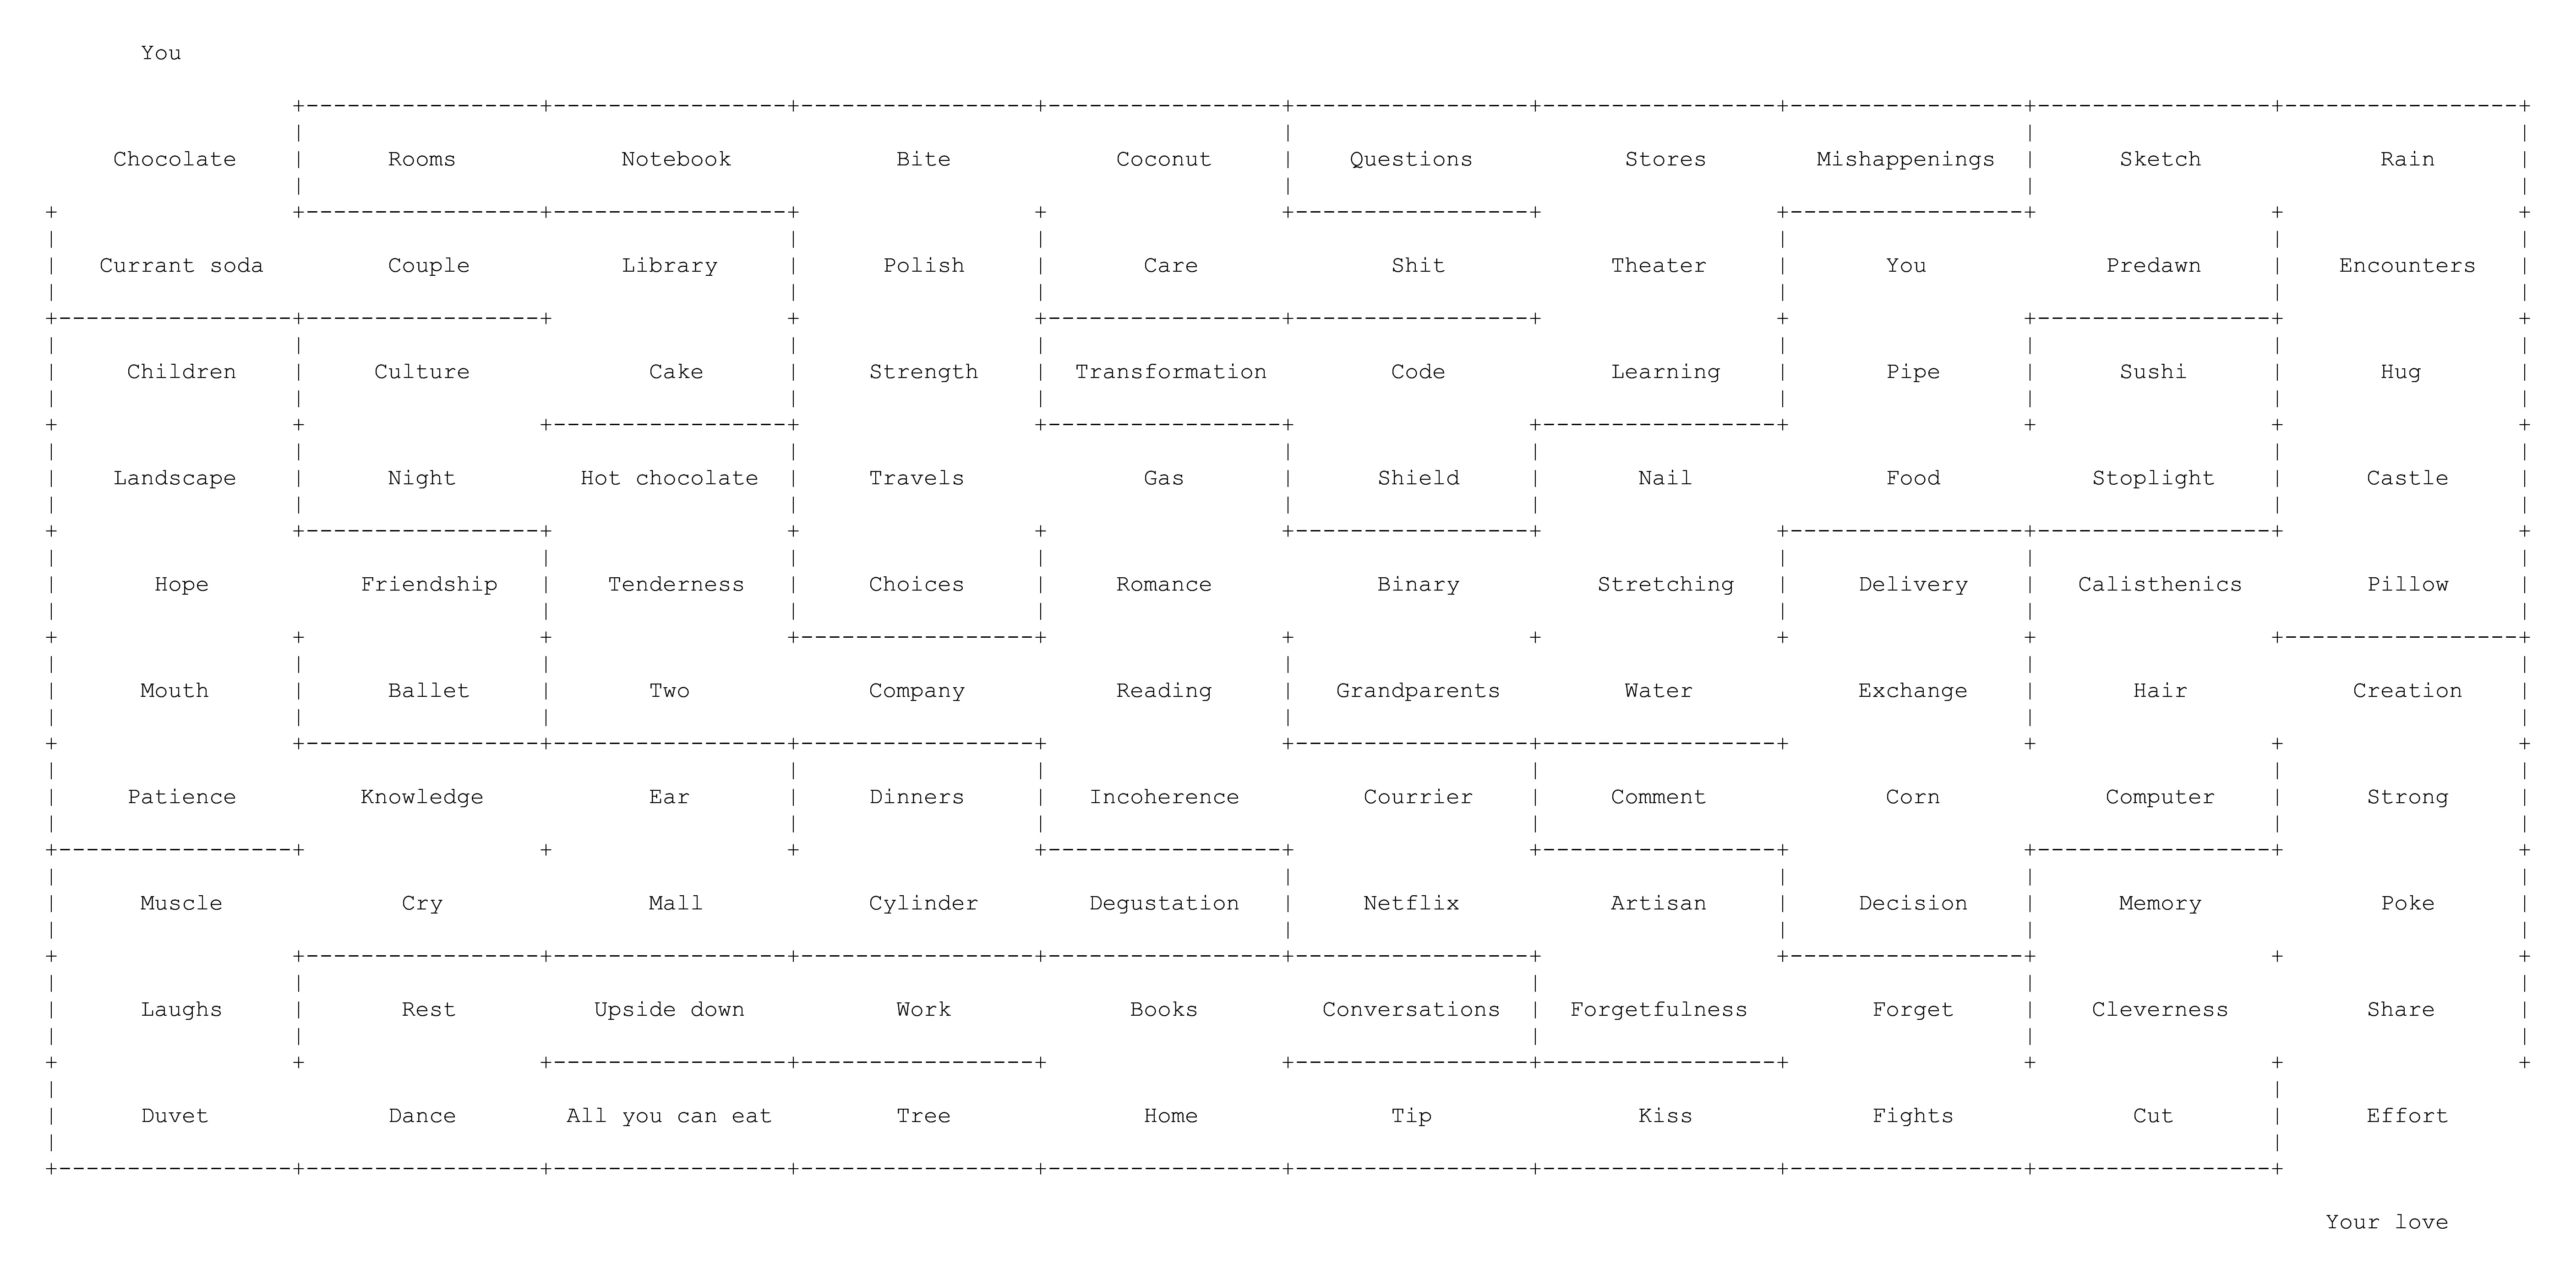 You
Chocolate Rooms Notebook Bite Coconut Questions Stores Mishappenings Sketch Rain
Currant soda Couple Library Polish Care Shit Theater You Predawn Encounters
Children Culture Cake Strength Transformation Code Learning Pipe Sushi Hug
Landscape Night Hot chocolate Travels Gas Shield Nail Food Stoplight Castle
Hope Friendship Tenderness Choices Romance Binary Stretching Delivery Calisthenics Pillow
Mouth Ballet Two Company Reading Grandparents Water Exchange Hair Creation
Patience Knowledge Ear Dinners Incoherence Courrier Comment Corn Computer Strong
Muscle Cry Mall Cylinder Degustation Netflix Artisan Decision Memory Poke
Laughs Rest Upside down Work Books Conversations Forgetfulness Forget Cleverness Share
Duvet Dance All you can eat Tree Home Tip Kiss Fights Cut Effort
Your love